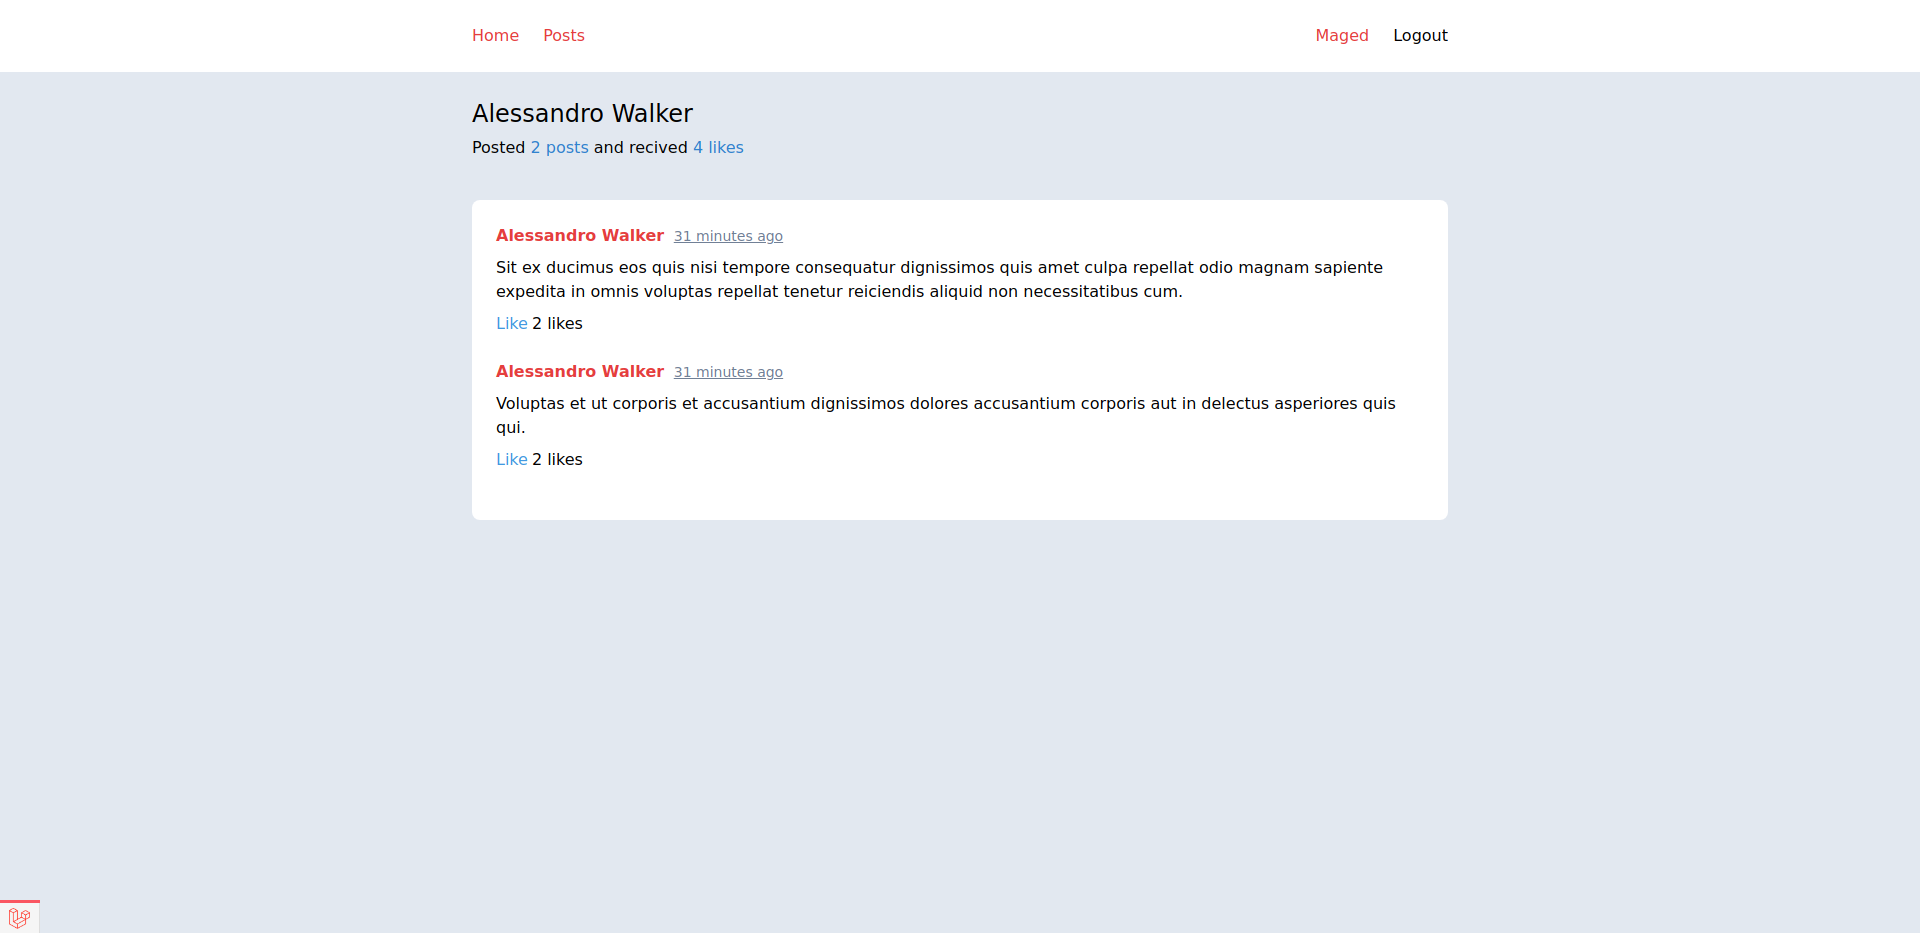 Home Posts Maged Logout
Alessandro Walker
Posted 2 posts and recived 4 likes
Alessandro Walker 31 minutes ago
Sit ex ducimus eos quis nisi tempore consequatur dignissimos quis amet culpa repellat odio magnam sapiente
expedita in omnis voluptas repellat tenetur reiciendis aliquid non necessitatibus cum.
Like 2 likes
Alessandro Walker 31 minutes ago
Voluptas et ut corporis et accusantium dignissimos dolores accusantium corporis aut in delectus asperiores quis
qui.
Like 2 likes